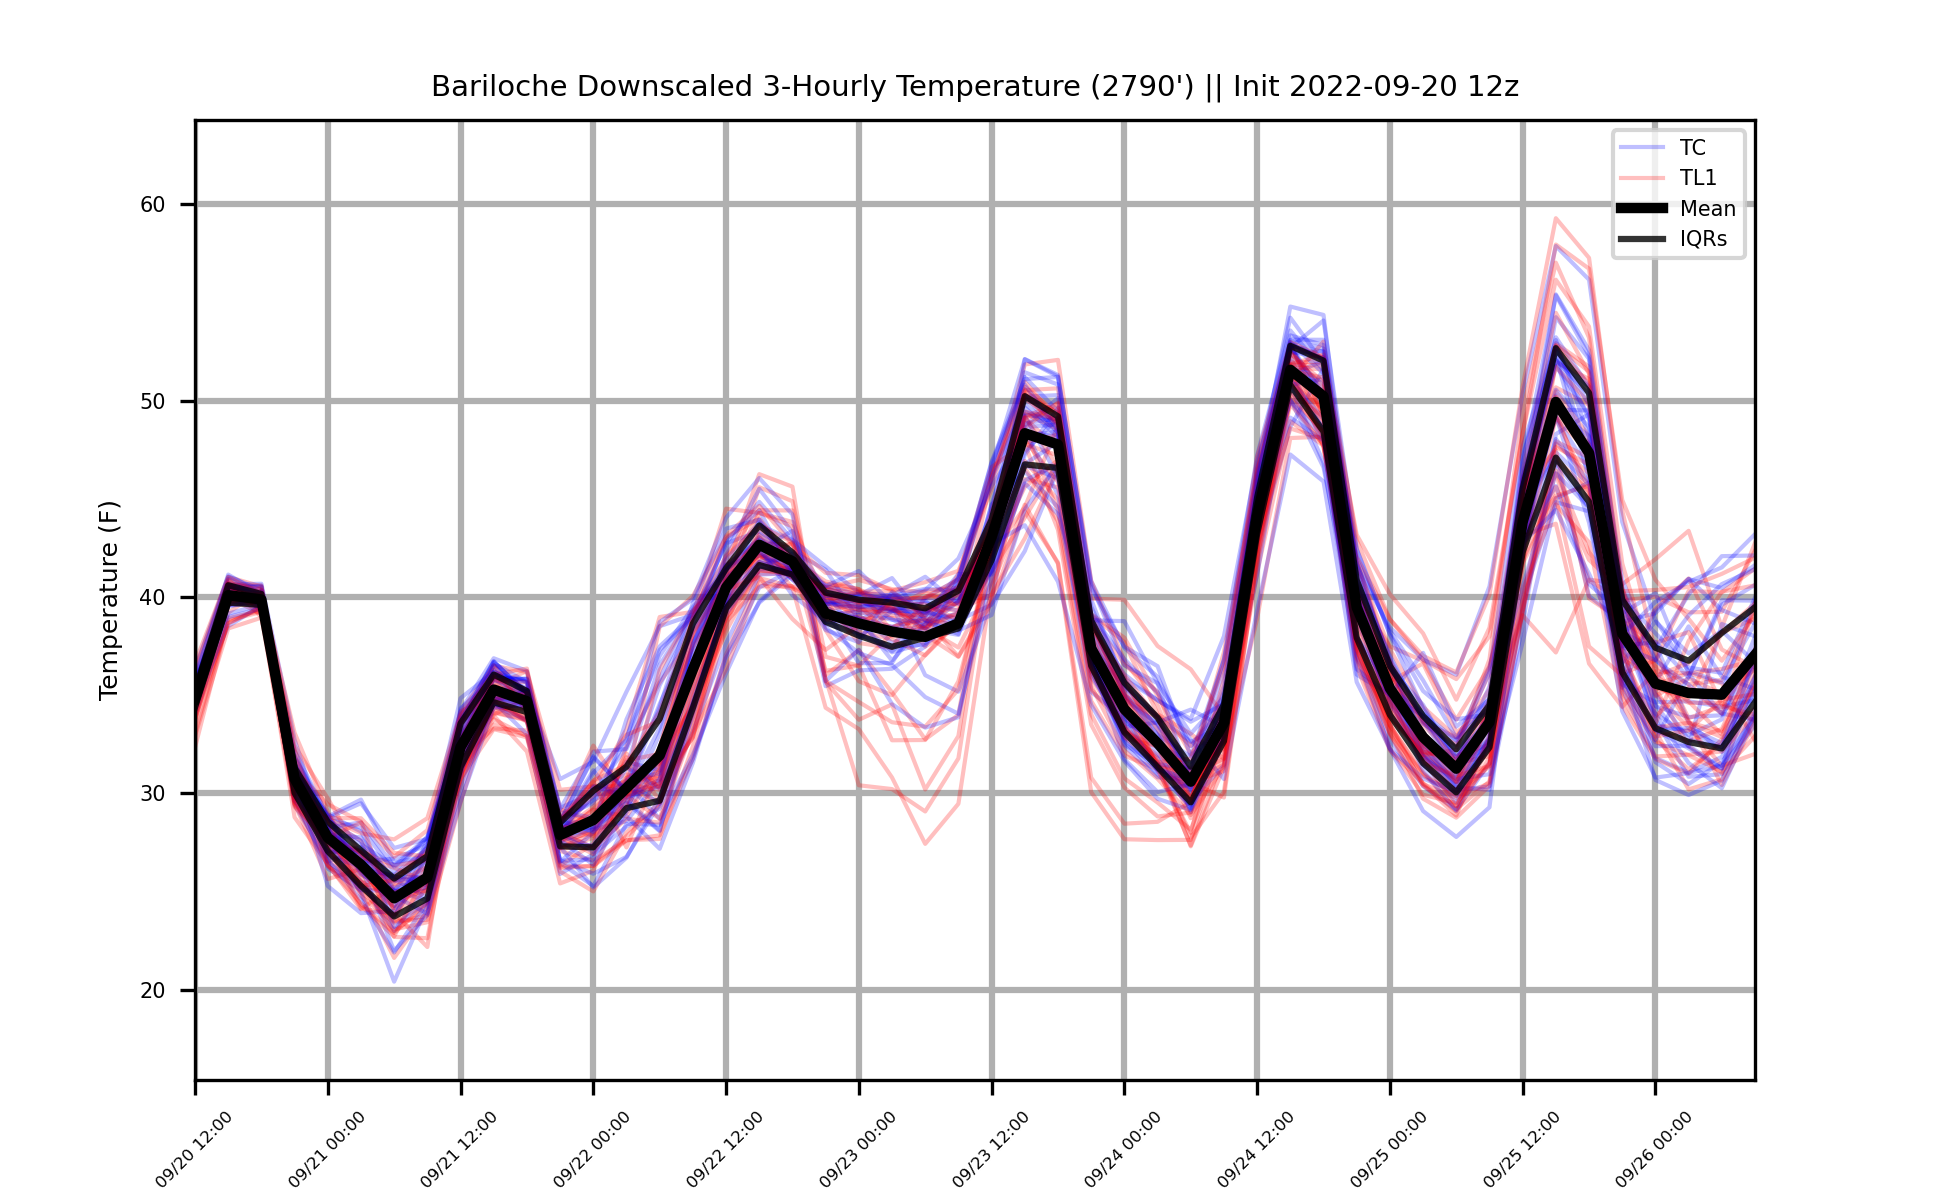 Bariloche Downscaled 3-Hourly Temperature (2790') || Init 2022-09-20 12z
TC
TL1
Mean
IQRs
Temperature (F)
60
50
40
30
20
09/20 12:00
09/21 00:00
09/21 12:00
09/22 00:00
09/22 12:00
09/23 00:00
09/23 12:00
09/24 00:00
09/24 12:00
09/25 00:00
09/25 12:00
09/26 00:00